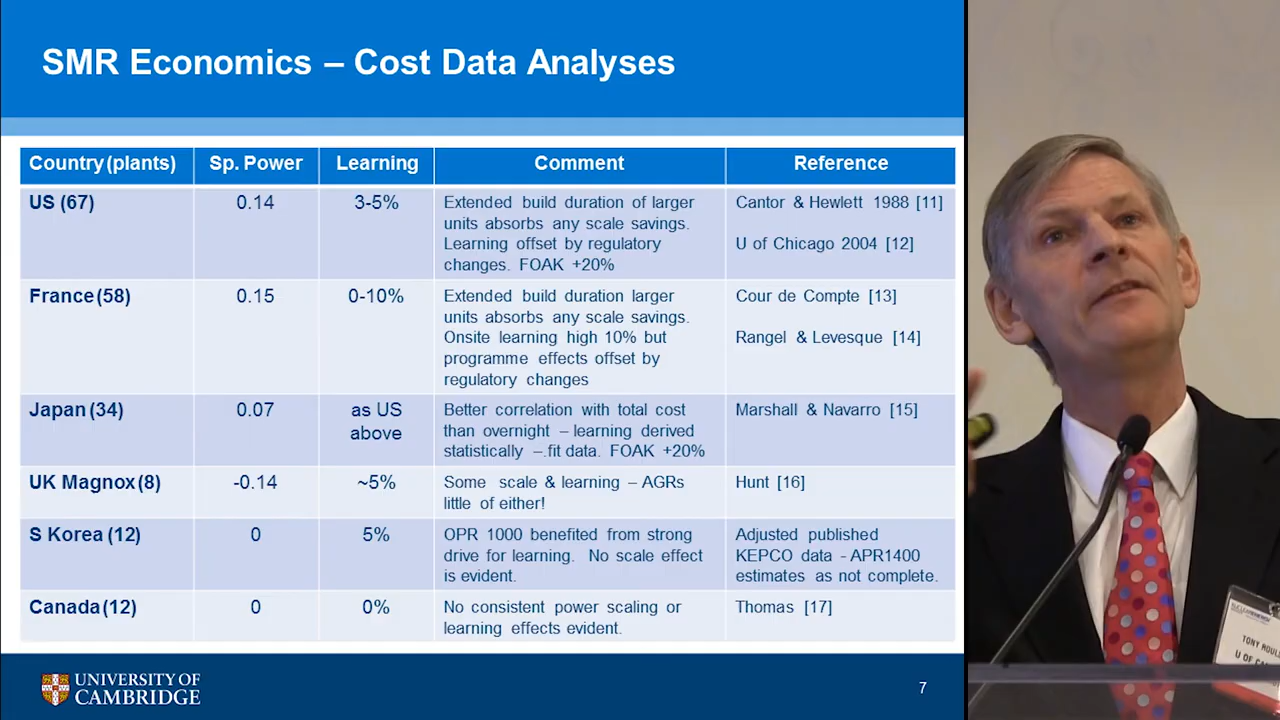 SMR Economics – Cost Data Analyses
Country (plants) Sp. Power Learning Comment Reference
US (67) 0.14 3-5% Extended build duration of larger Cantor & Hewlett 1988 [11]
units absorbs any scale savings.
Learning offset by regulatory U of Chicago 2004 [12]
changes. FOAK +20%
France (58) 0.15 0-10% Extended build duration larger Cour de Compte [13]
units absorbs any scale savings.
Onsite learning high 10% but Rangel & Levesque [14]
programme effects offset by
regulatory changes
Japan (34) 0.07 as US Better correlation with total cost Marshall & Navarro [15]
above than overnight – learning derived
statistically – .fit data. FOAK +20%
UK Magnox (8) -0.14 ~5% Some scale & learning – AGRs Hunt [16]
little of either!
S Korea (12) 0 5% OPR 1000 benefited from strong Adjusted published
drive for learning. No scale effect KEPCO data - APR1400
is evident. estimates as not complete.
Canada (12) 0 0% No consistent power scaling or Thomas [17]
learning effects evident.
UNIVERSITY OF
CAMBRIDGE
7
TONY
U OF